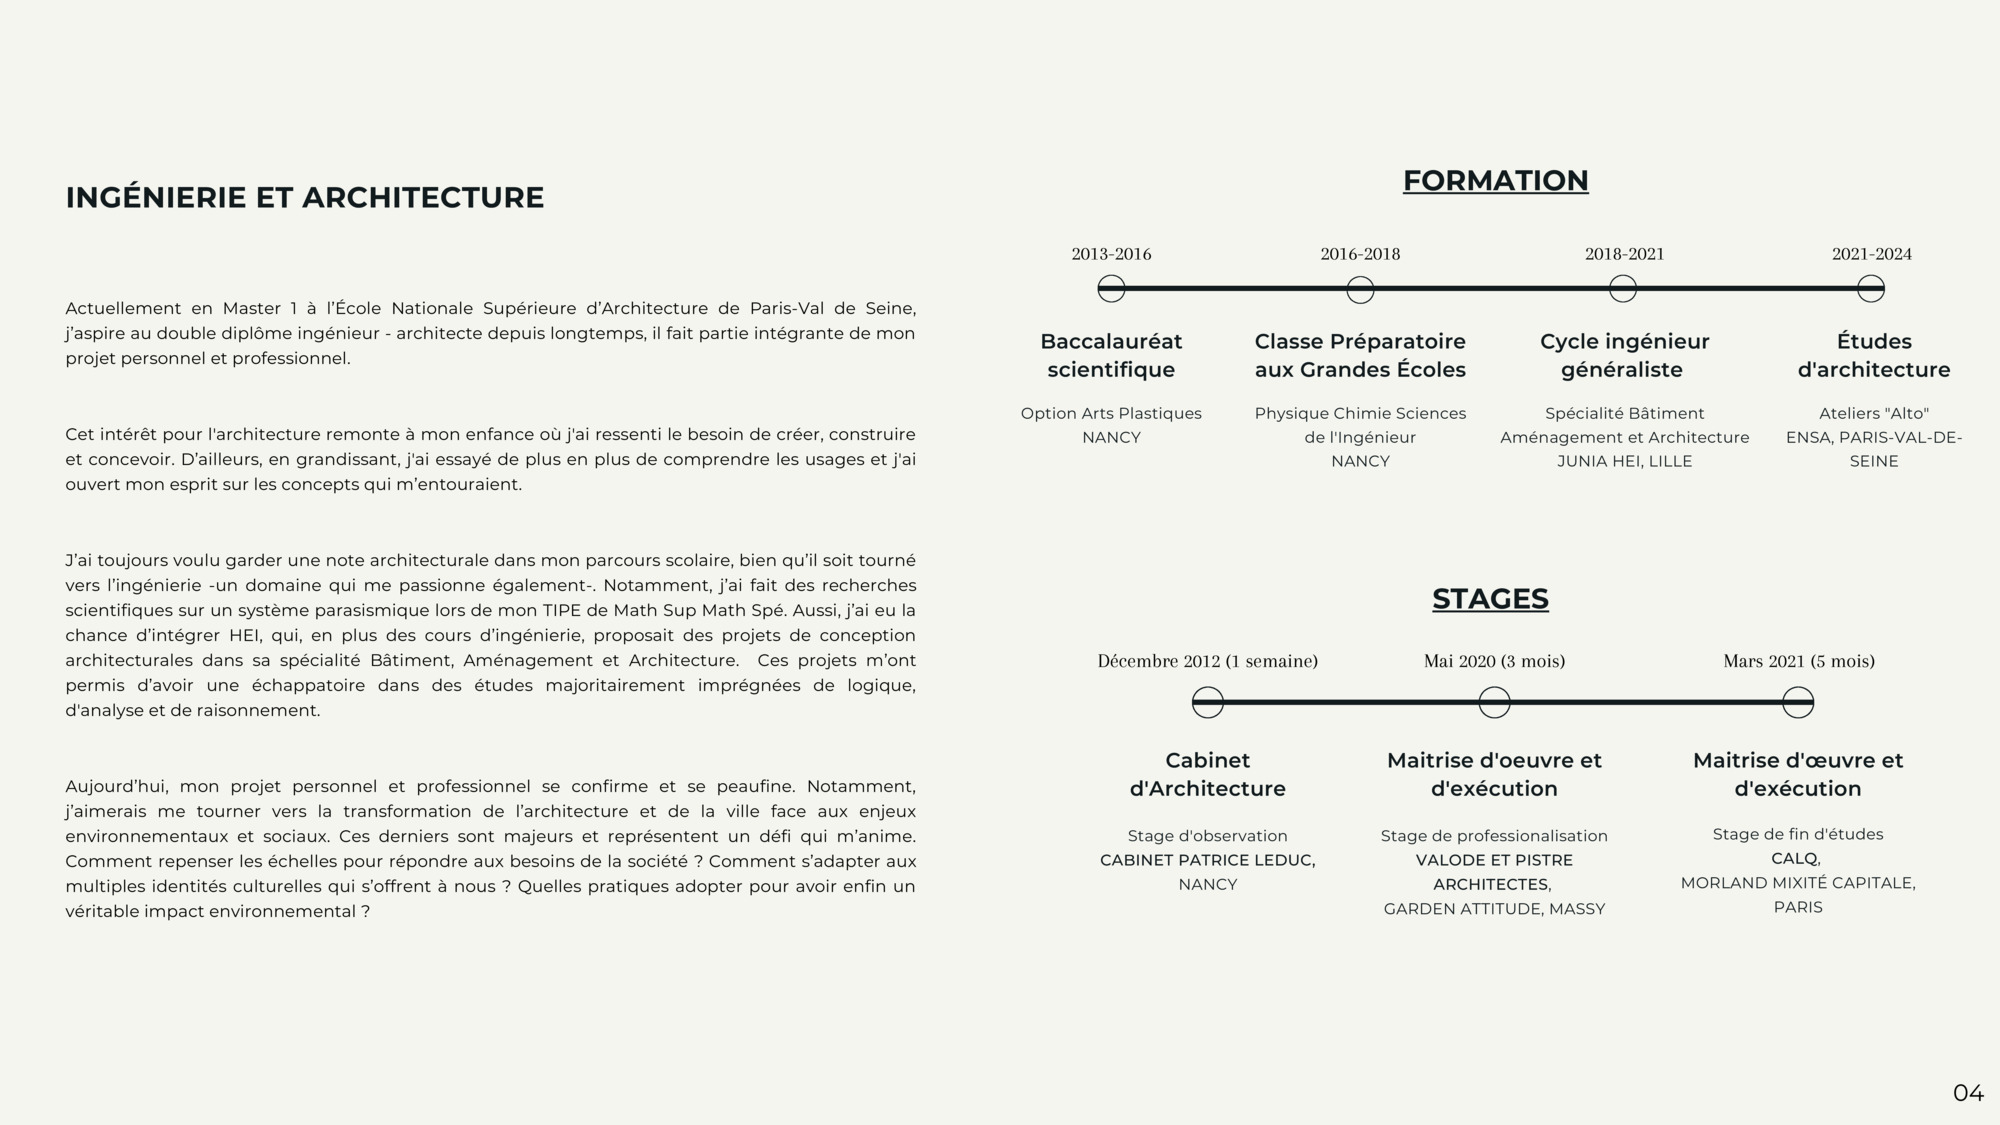 INGÉNIERIE ET ARCHITECTURE
Actuellement en Master 1 à l’École Nationale Supérieure d’Architecture de Paris-Val de Seine,
j’aspire au double diplôme ingénieur - architecte depuis longtemps, il fait partie intégrante de mon
projet personnel et professionnel.
Cet intérêt pour l'architecture remonte à mon enfance où j'ai ressenti le besoin de créer, construire
et concevoir. D’ailleurs, en grandissant, j'ai essayé de plus en plus de comprendre les usages et j'ai
ouvert mon esprit sur les concepts qui m’entouraient.
J’ai toujours voulu garder une note architecturale dans mon parcours scolaire, bien qu’il soit tourné
vers l’ingénierie -un domaine qui me passionne également-. Notamment, j’ai fait des recherches
scientifiques sur un système parasismique lors de mon TIPE de Math Sup Math Spé. Aussi, j’ai eu la
chance d’intégrer HEI, qui, en plus des cours d’ingénierie, proposait des projets de conception
architecturales dans sa spécialité Bâtiment, Aménagement et Architecture. Ces projets m’ont
permis d’avoir une échappatoire dans des études majoritairement imprégnées de logique,
d'analyse et de raisonnement.
Aujourd’hui, mon projet personnel et professionnel se confirme et se peaufine. Notamment,
j’aimerais me tourner vers la transformation de l’architecture et de la ville face aux enjeux
environnementaux et sociaux. Ces derniers sont majeurs et représentent un défi qui m’anime.
Comment repenser les échelles pour répondre aux besoins de la société ? Comment s’adapter aux
multiples identités culturelles qui s’offrent à nous ? Quelles pratiques adopter pour avoir enfin un
véritable impact environnemental ?
FORMATION
2013-2016
Baccalauréat
scientifique
Option Arts Plastiques
NANCY
2016-2018
Classe Préparatoire
aux Grandes Écoles
Physique Chimie Sciences
de l'Ingénieur
NANCY
2018-2021
Cycle ingénieur
généraliste
Spécialité Bâtiment
Aménagement et Architecture
JUNIA HEI, LILLE
2021-2024
Études
d'architecture
Ateliers "Alto"
ENSA, PARIS-VAL-DE-
SEINE
STAGES
Décembre 2012 (1 semaine)
Cabinet
d'Architecture
Stage d'observation
CABINET PATRICE LEDUC,
NANCY
Mai 2020 (3 mois)
Maitrise d'oeuvre et
d'exécution
Stage de professionalisation
VALODE ET PISTRE
ARCHITECTES,
GARDEN ATTITUDE, MASSY
Mars 2021 (5 mois)
Maitrise d'œuvre et
d'exécution
Stage de fin d'études
CALQ,
MORLAND MIXITÉ CAPITALE,
PARIS
04